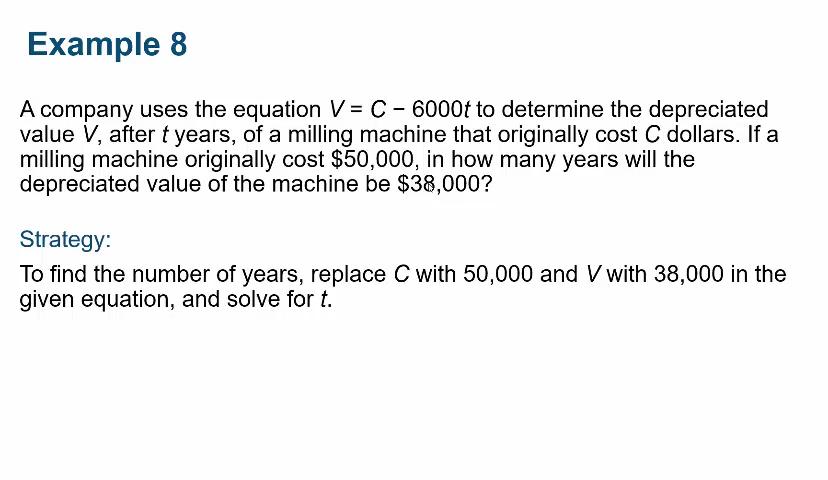 Example 8
A company uses the equation V = C − 6000t to determine the depreciated
value V, after t years, of a milling machine that originally cost C dollars. If a
milling machine originally cost $50,000, in how many years will the
depreciated value of the machine be $38,000?
Strategy:
To find the number of years, replace C with 50,000 and V with 38,000 in the
given equation, and solve for t.